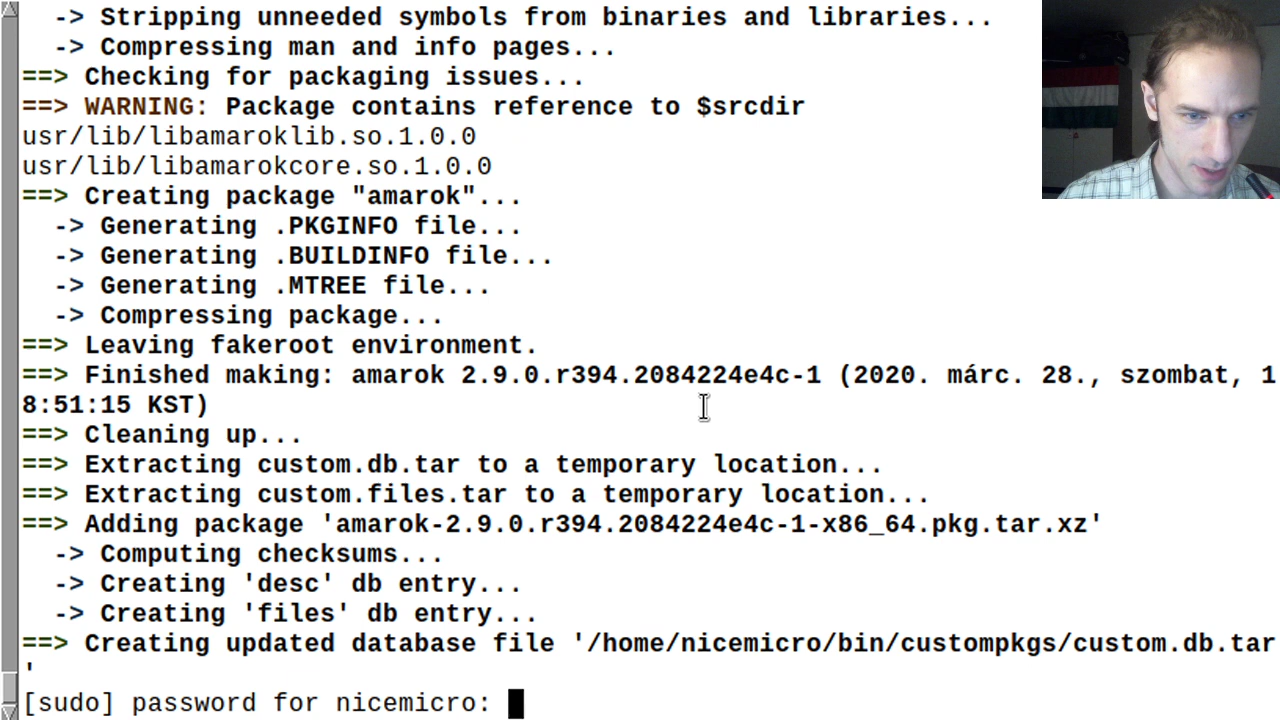 -> Stripping unneeded symbols from binaries and libraries...
-> Compressing man and info pages...
==> Checking for packaging issues...
==> WARNING: Package contains reference to $srcdir
usr/lib/libamaroklib.so.1.0.0
usr/lib/libamarokcore.so.1.0.0
==> Creating package "amarok"...
-> Generating .PKGINFO file...
-> Generating .BUILDINFO file...
-> Generating .MTREE file...
-> Compressing package...
==> Leaving fakeroot environment.
==> Finished making: amarok 2.9.0.r394.2084224e4c-1 (2020. márc. 28., szombat, 1
8:51:15 KST)
==> Cleaning up...
==> Extracting custom.db.tar to a temporary location...
==> Extracting custom.files.tar to a temporary location...
==> Adding package 'amarok-2.9.0.r394.2084224e4c-1-x86_64.pkg.tar.xz'
-> Computing checksums...
-> Creating 'desc' db entry...
-> Creating 'files' db entry...
==> Creating updated database file '/home/nicemicro/bin/custompkgs/custom.db.tar
'
[sudo] password for nicemicro: